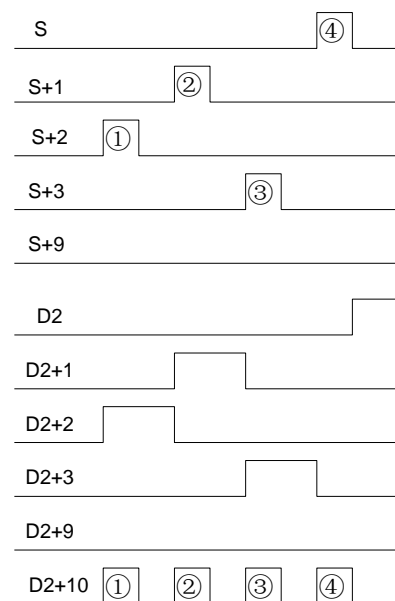 S ④
S+1 ②
S+2 ①
S+3 ③
S+9
D2
D2+1
D2+2
D2+3
D2+9
D2+10 ① ② ③ ④